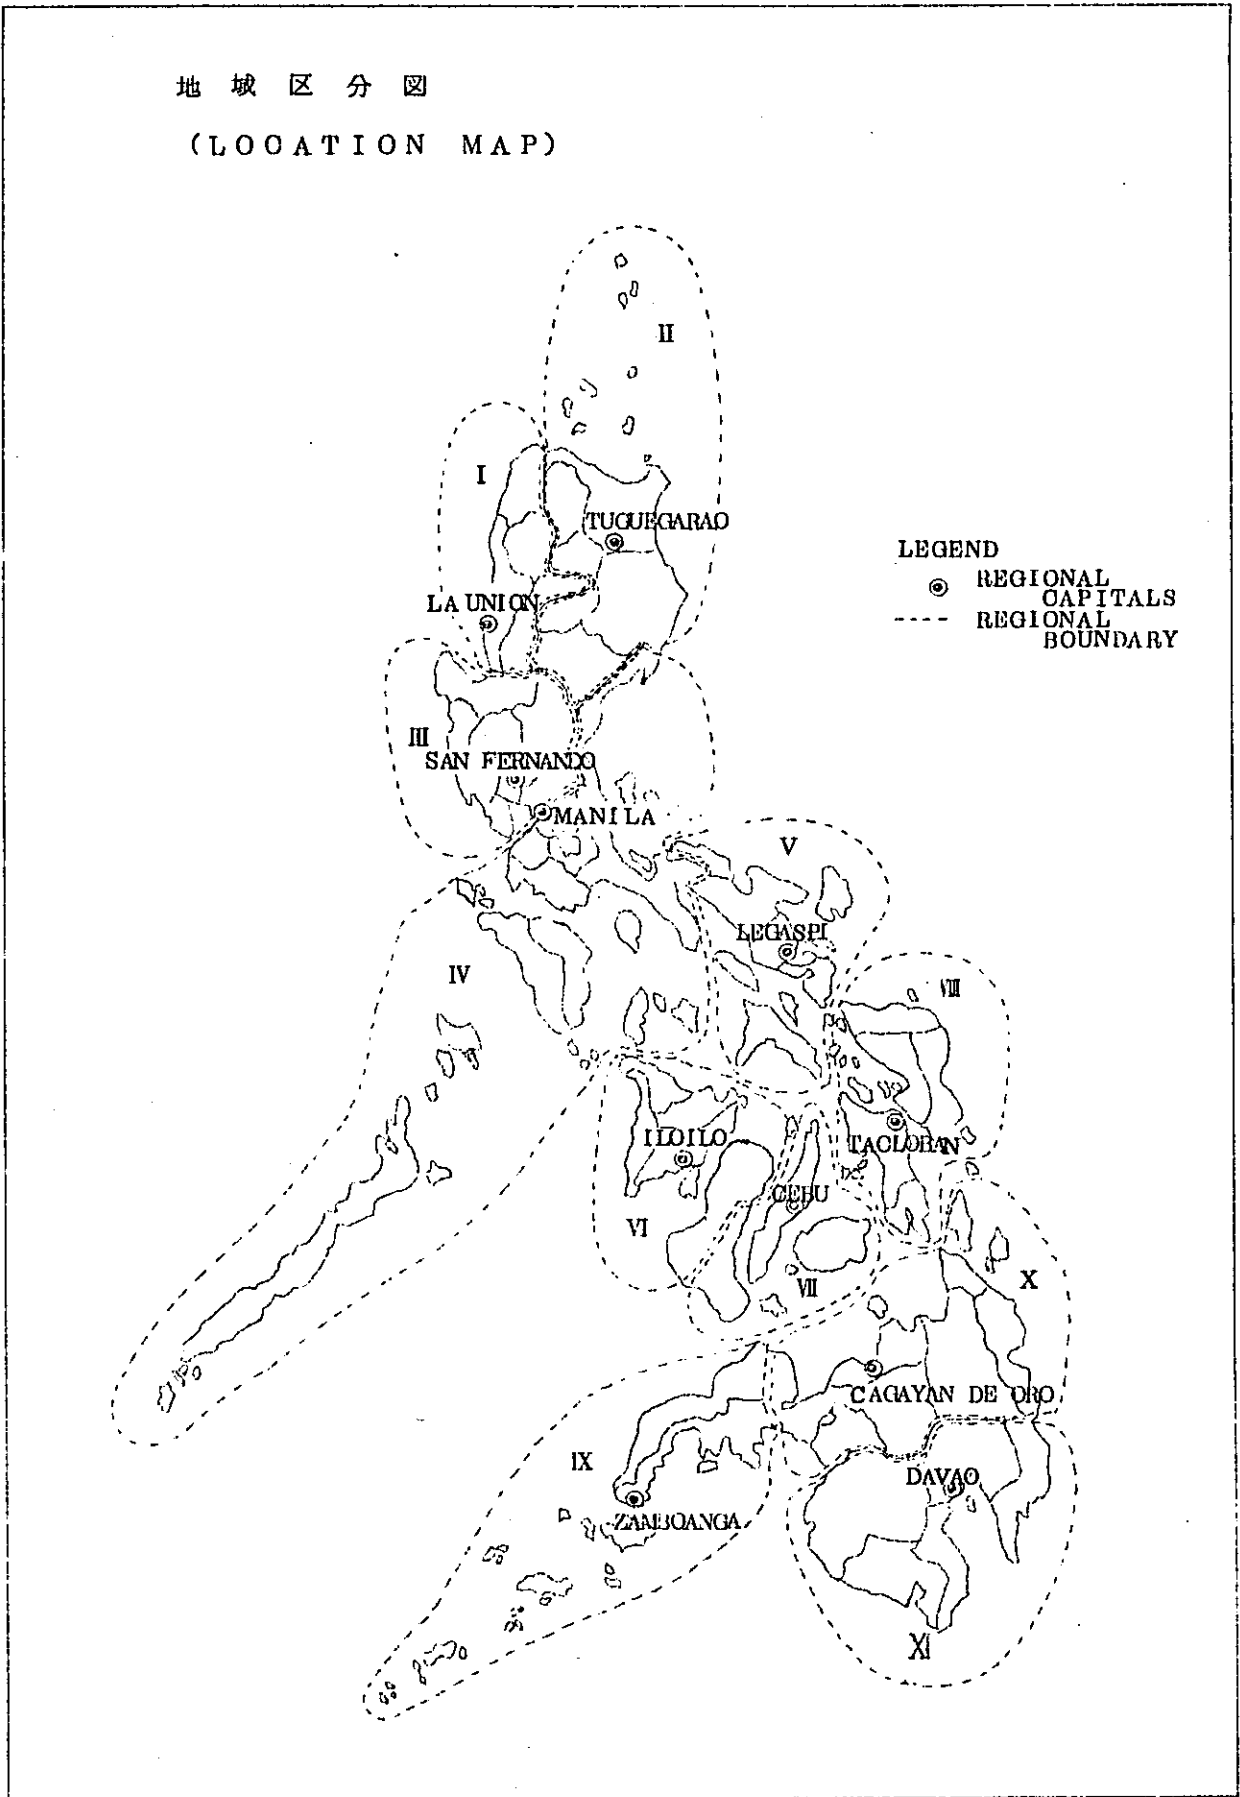 地域区分図
(LOCATION MAP)
II
I
TUGUEGARAO
LEGEND
REGIONAL
CAPITALS
REGIONAL
BOUNDARY
LA UNION
III
SAN FERNANDO
MANILA
V
LEGASPI
IV
VIII
ILOILO
TACLOBAN
CEBU
VI
VII
X
CAGAYAN DE ORO
IX
DAVAO
ZAMBOANGA
XI